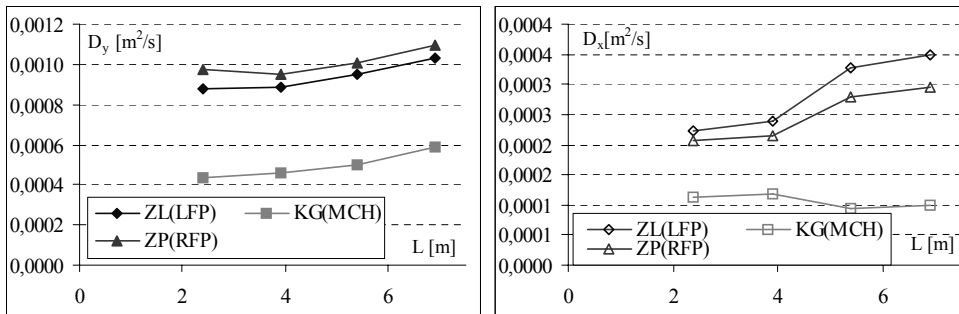 0,0012
D_y [m²/s]
0,0010
0,0008
0,0006
0,0004
0,0002
0,0000
ZL(LFP)
KG(MCH)
ZP(RFP)
L [m]
0 2 4 6
0,0004
D_x[m²/s]
0,0004
0,0003
0,0003
0,0002
0,0002
0,0001
0,0001
0,0000
ZL(LFP)
KG(MCH)
ZP(RFP)
L [m]
0 2 4 6